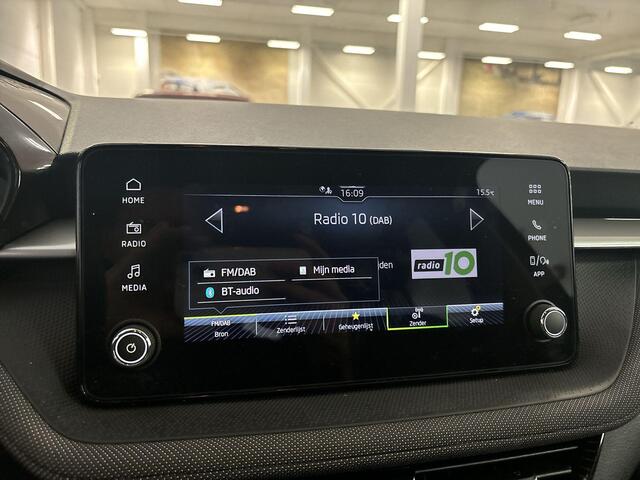 16:09
15.5°C
HOME
RADIO
MEDIA
Radio 10 (DAB)
MENU
PHONE
APP
FM/DAB
Mijn media
BT-audio
jden
radio 10
FM/DAB
Bron
Zenderlijst
Geheugenlijst
Zender
Setup